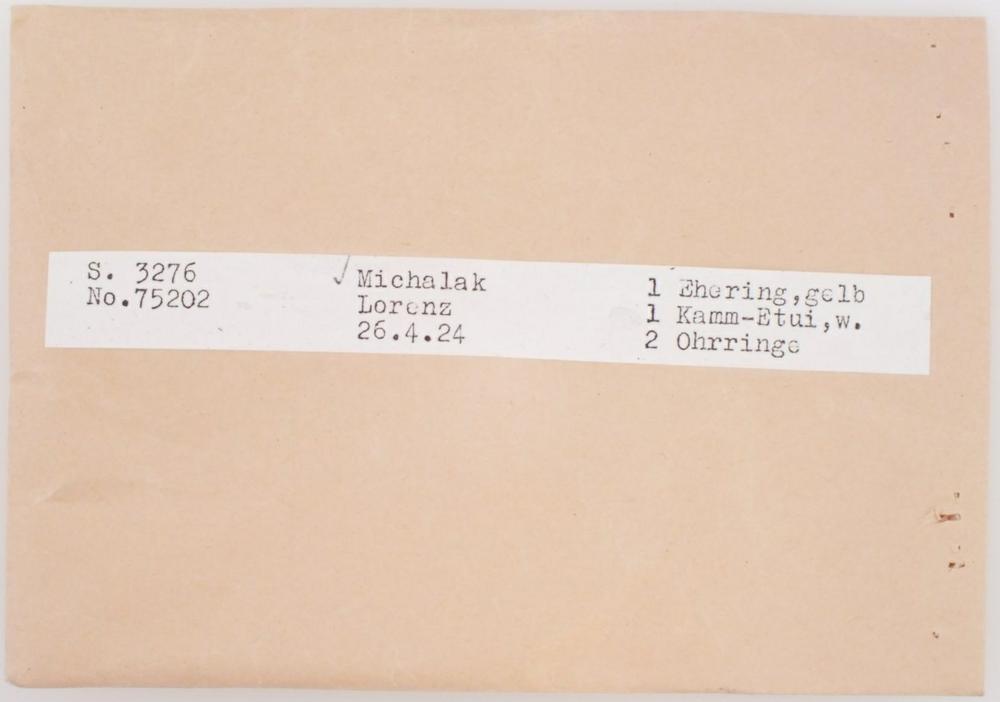 S. 3276
No.75202
✓ Michalak
Lorenz
26.4.24
1 Ehering,gelb
1 Kamm-Etui,w.
2 Ohrringe